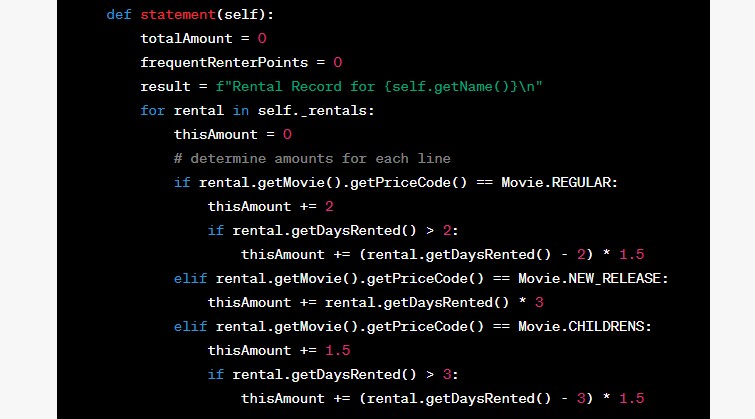 def statement(self):
totalAmount = 0
frequentRenterPoints = 0
result = f"Rental Record for {self.getName()}\n"
for rental in self._rentals:
thisAmount = 0
# determine amounts for each line
if rental.getMovie().getPriceCode() == Movie.REGULAR:
thisAmount += 2
if rental.getDaysRented() > 2:
thisAmount += (rental.getDaysRented() - 2) * 1.5
elif rental.getMovie().getPriceCode() == Movie.NEW_RELEASE:
thisAmount += rental.getDaysRented() * 3
elif rental.getMovie().getPriceCode() == Movie.CHILDRENS:
thisAmount += 1.5
if rental.getDaysRented() > 3:
thisAmount += (rental.getDaysRented() - 3) * 1.5